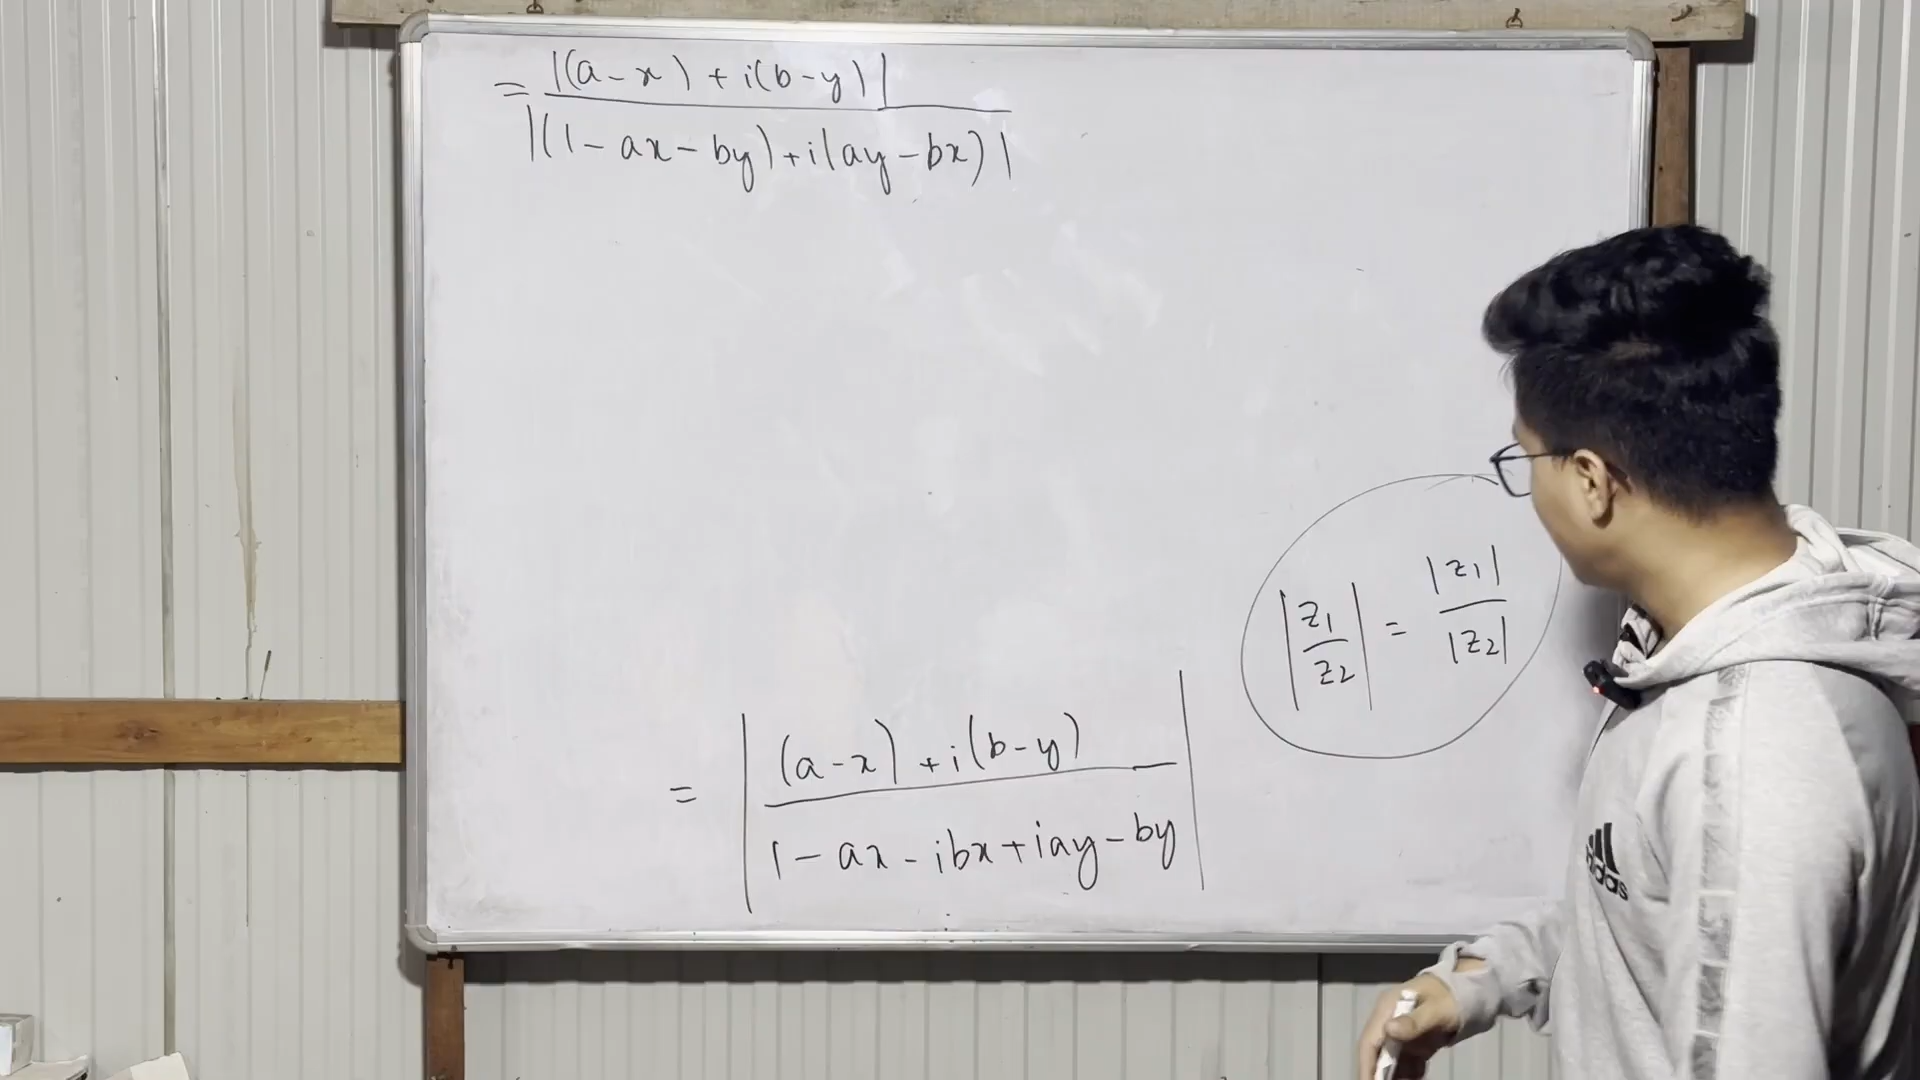 = |(a-x) + i(b-y)|
|(1-ax-by)+i(ay-bx)|
|z1/z2| = |z1|/|z2|
= |(a-x)+i(b-y)
1-ax-ibx+iay-by|
adidas